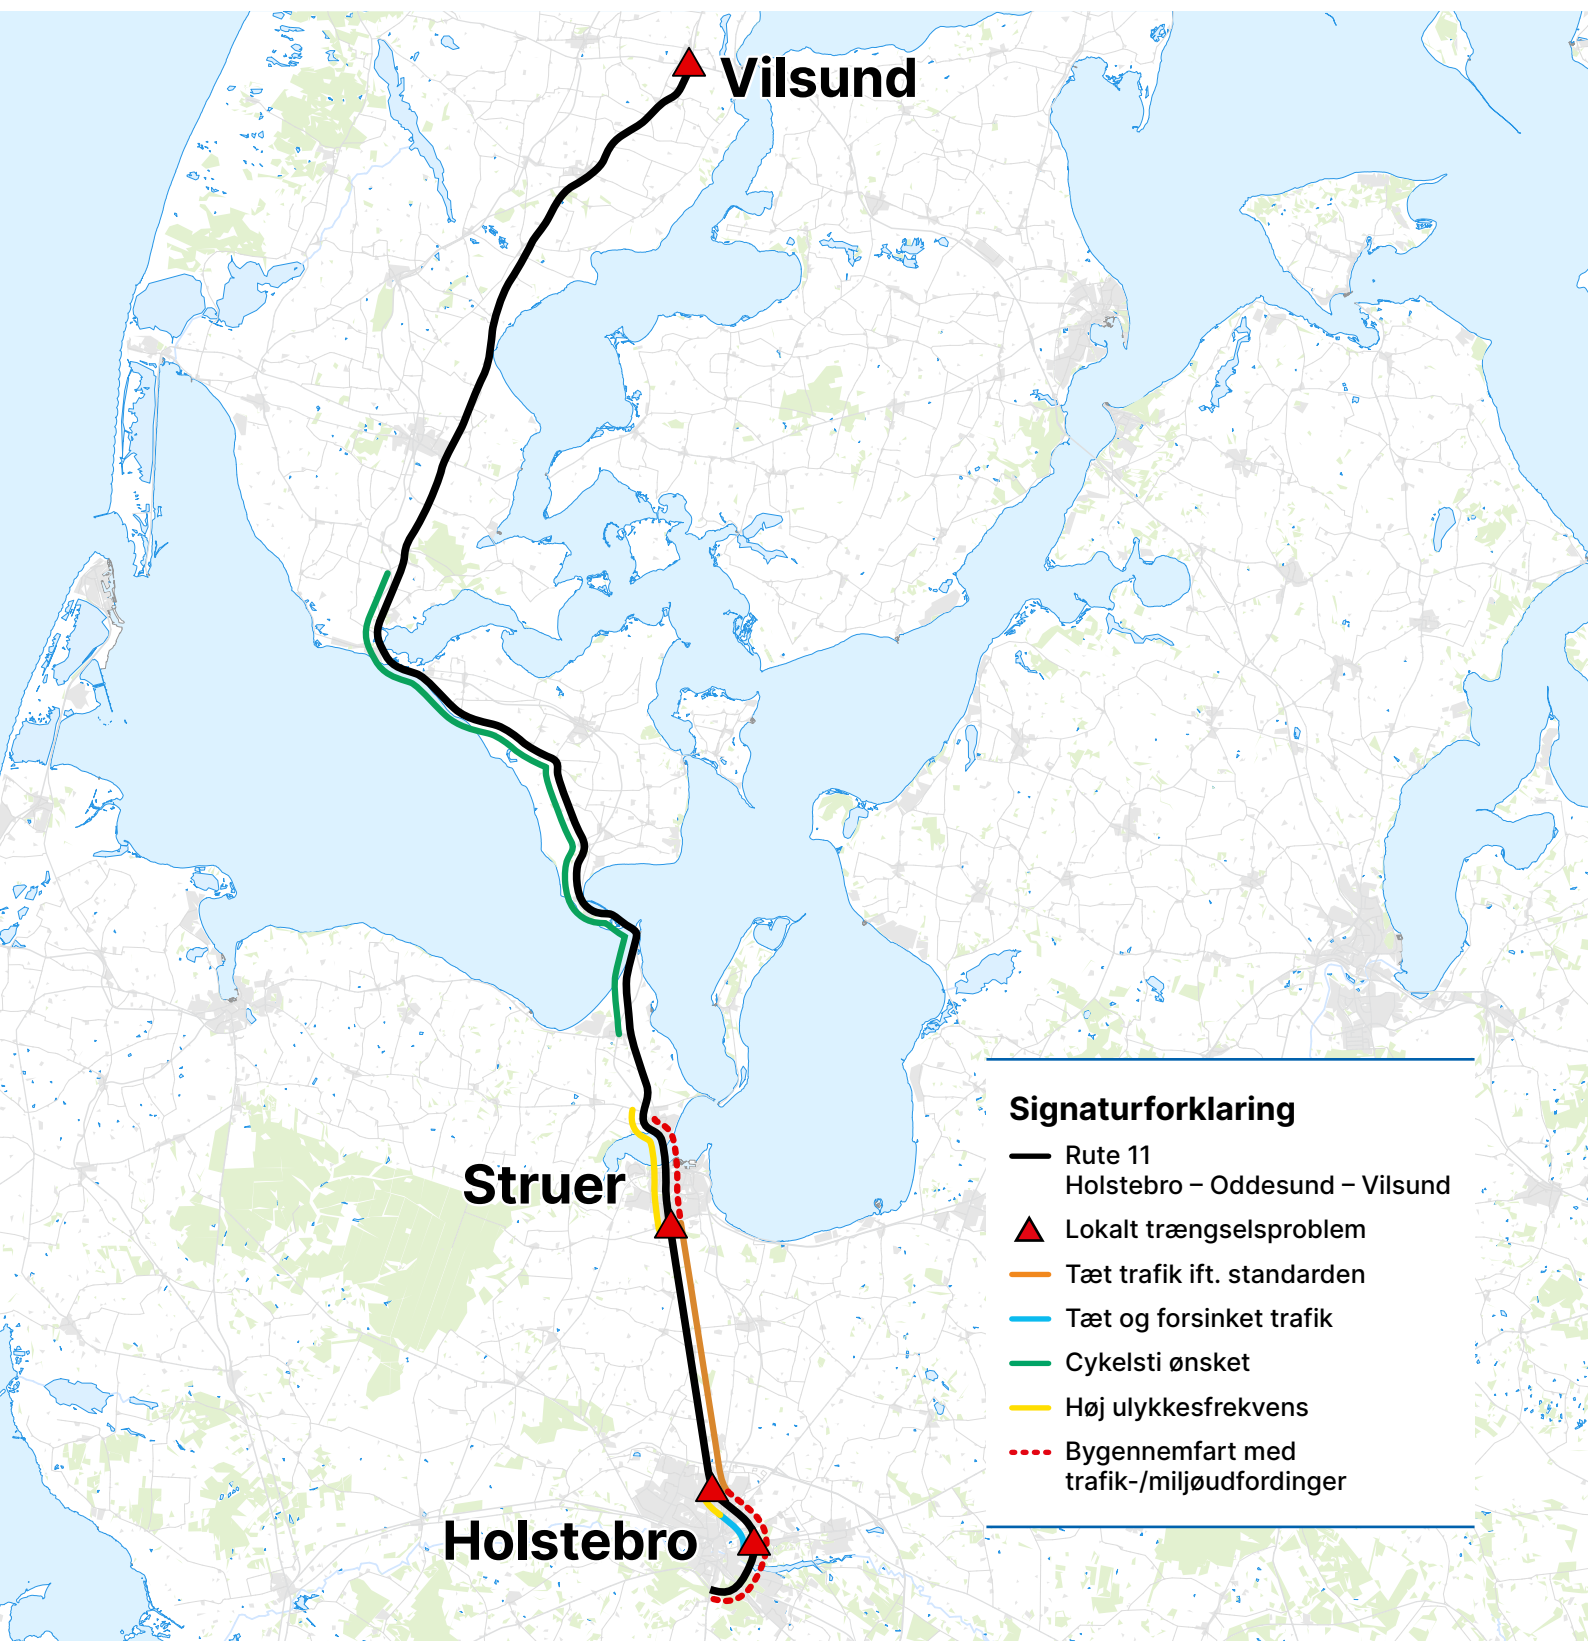 Vilsund
Struer
Holstebro
Signaturforklaring
Rute 11
Holstebro – Oddesund – Vilsund
Lokalt trængselsproblem
Tæt trafik ift. standarden
Tæt og forsinket trafik
Cykelsti ønsket
Høj ulykkesfrekvens
Bygennemfart med
trafik-/miljøudfordinger